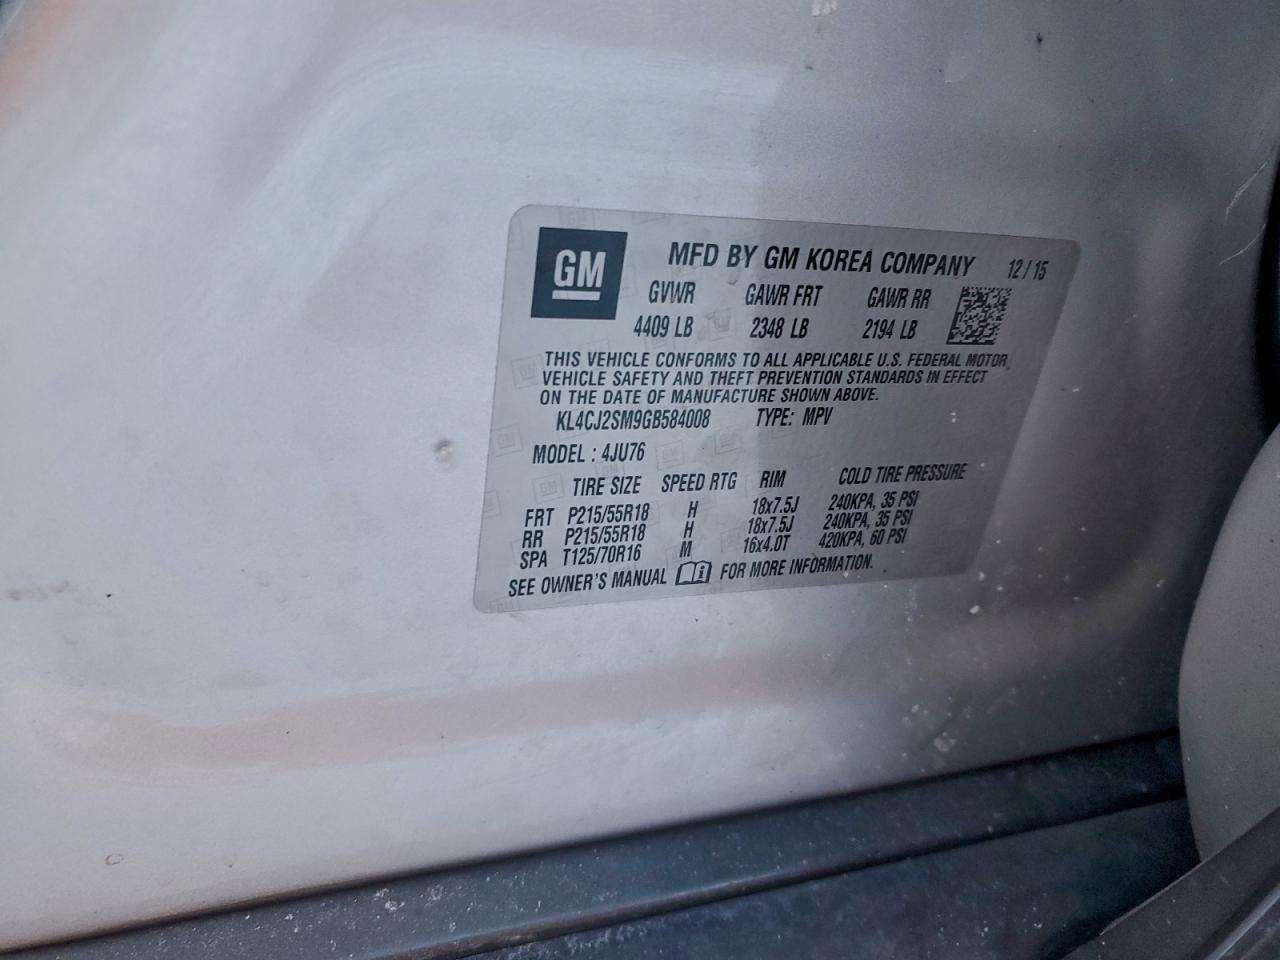 GM
MFD BY GM KOREA COMPANY 12/15
GVWR GAWR FRT GAWR RR
4409 LB 2348 LB 2194 LB
THIS VEHICLE CONFORMS TO ALL APPLICABLE U.S. FEDERAL MOTOR
VEHICLE SAFETY AND THEFT PREVENTION STANDARDS IN EFFECT
ON THE DATE OF MANUFACTURE SHOWN ABOVE.
KL4CJ2SM9GB584008 TYPE: MPV
MODEL : 4JU76
TIRE SIZE SPEED RTG RIM COLD TIRE PRESSURE
FRT P215/55R18 H 18x7.5J 240KPA, 35 PSI
RR P215/55R18 H 18x7.5J 240KPA, 35 PSI
SPA T125/70R16 M 16x4.0T 420KPA, 60 PSI
SEE OWNER'S MANUAL FOR MORE INFORMATION.